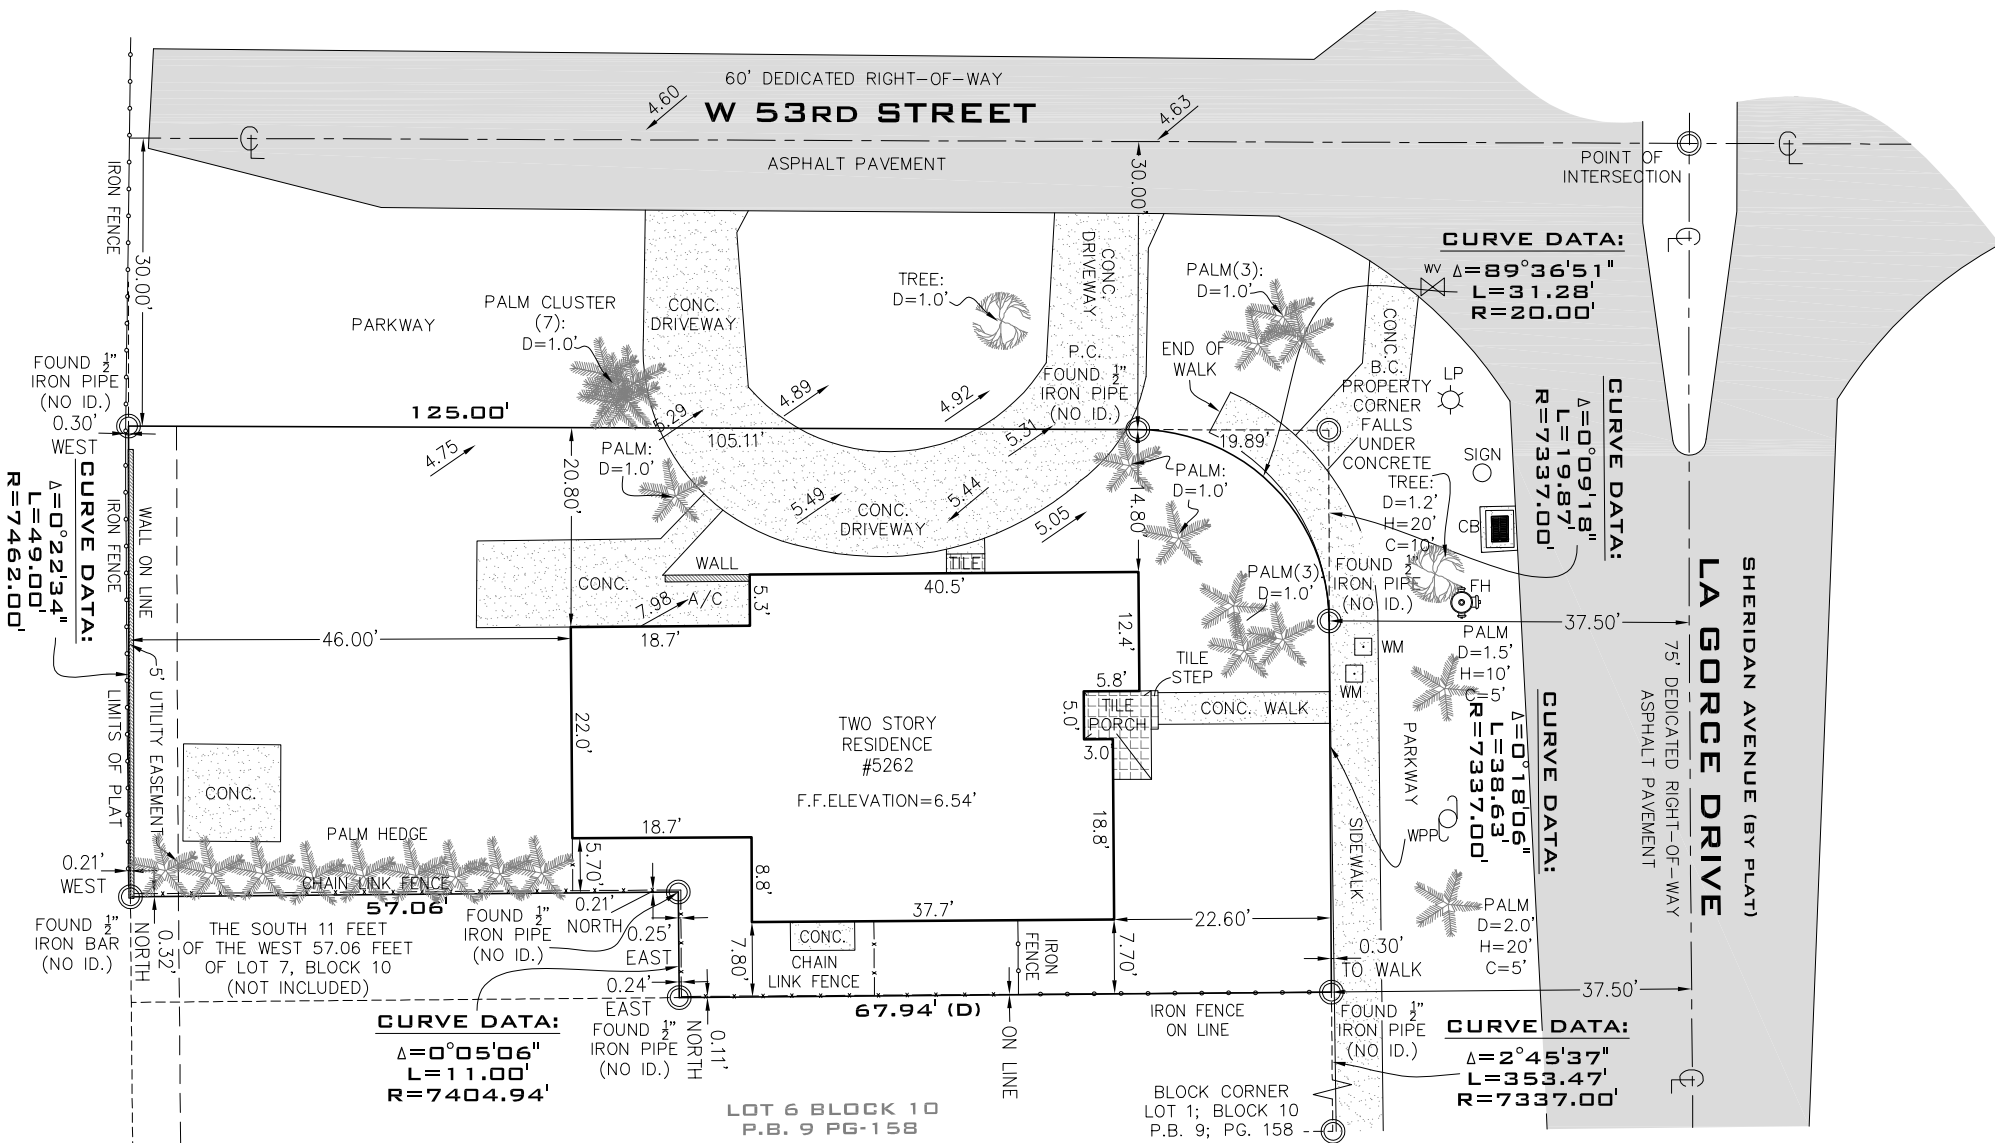 60' DEDICATED RIGHT-OF-WAY
W 53RD STREET
ASPHALT PAVEMENT
4.60
4.63
℄
℄
POINT OF
INTERSECTION
IRON FENCE
30.00'
30.00'
PARKWAY
PALM CLUSTER
(7):
D=1.0'
CONC.
DRIVEWAY
TREE:
D=1.0'
CONC.
DRIVEWAY
PALM(3):
D=1.0'
CONC.
WV
CURVE DATA:
Δ=89°36'51"
L=31.28'
R=20.00'
℄
FOUND ½"
IRON PIPE
(NO ID.)
0.30'
WEST
125.00'
105.11'
4.75
5.29
4.89
4.92
5.31
P.C.
FOUND ½"
IRON PIPE
(NO ID.)
END OF
WALK
19.89'
B.C.
PROPERTY
CORNER
FALLS
UNDER
CONCRETE
LP
SIGN
CB
TREE:
D=1.2'
H=20'
C=10'
CURVE DATA:
Δ=0°09'18"
L=19.87'
R=7337.00'
CURVE DATA:
Δ=0°22'34"
L=49.00'
R=7462.00'
WALL ON LINE
IRON FENCE
LIMITS OF PLAT
5' UTILITY EASEMENT
20.80'
PALM:
D=1.0'
5.49
5.44
5.05
CONC.
DRIVEWAY
14.80'
PALM:
D=1.0'
CONC.
WALL
A/C
7.98
TILE
40.5'
5.3'
18.7'
46.00'
22.0'
12.4'
PALM(3):
D=1.0'
FOUND ½"
IRON PIPE
(NO ID.)
FH
37.50'
PALM
D=1.5'
H=10'
C=5'
WM
WM
TILE
STEP
5.8'
TILE
PORCH
5.0'
3.0'
CONC. WALK
TWO STORY
RESIDENCE
#5262
F.F.ELEVATION=6.54'
18.8'
PARKWAY
SIDEWALK
WPP
CURVE DATA:
Δ=0°18'06"
L=38.63'
R=7337.00'
SHERIDAN AVENUE (BY PLAT)
LA GORCE DRIVE
75' DEDICATED RIGHT-OF-WAY
ASPHALT PAVEMENT
CONC.
PALM HEDGE
CHAIN LINK FENCE
57.06'
18.7'
5.70'
8.8'
37.7'
22.60'
0.21'
WEST
FOUND ½"
IRON BAR
(NO ID.)
0.32'
NORTH
THE SOUTH 11 FEET
OF THE WEST 57.06 FEET
OF LOT 7, BLOCK 10
(NOT INCLUDED)
FOUND ½"
IRON PIPE
(NO ID.)
0.21'
NORTH
0.25'
EAST
0.24'
EAST
FOUND ½"
IRON PIPE
(NO ID.)
0.11'
NORTH
7.80'
CONC.
CHAIN
LINK FENCE
IRON
FENCE
7.70'
67.94' (D)
ON LINE
IRON FENCE
ON LINE
0.30'
TO WALK
PALM
D=2.0'
H=20'
C=5'
37.50'
FOUND ½"
IRON PIPE
(NO ID.)
CURVE DATA:
Δ=0°05'06"
L=11.00'
R=7404.94'
CURVE DATA:
Δ=2°45'37"
L=353.47'
R=7337.00'
℄
BLOCK CORNER
LOT 1; BLOCK 10
P.B. 9; PG. 158
LOT 6 BLOCK 10
P.B. 9 PG-158